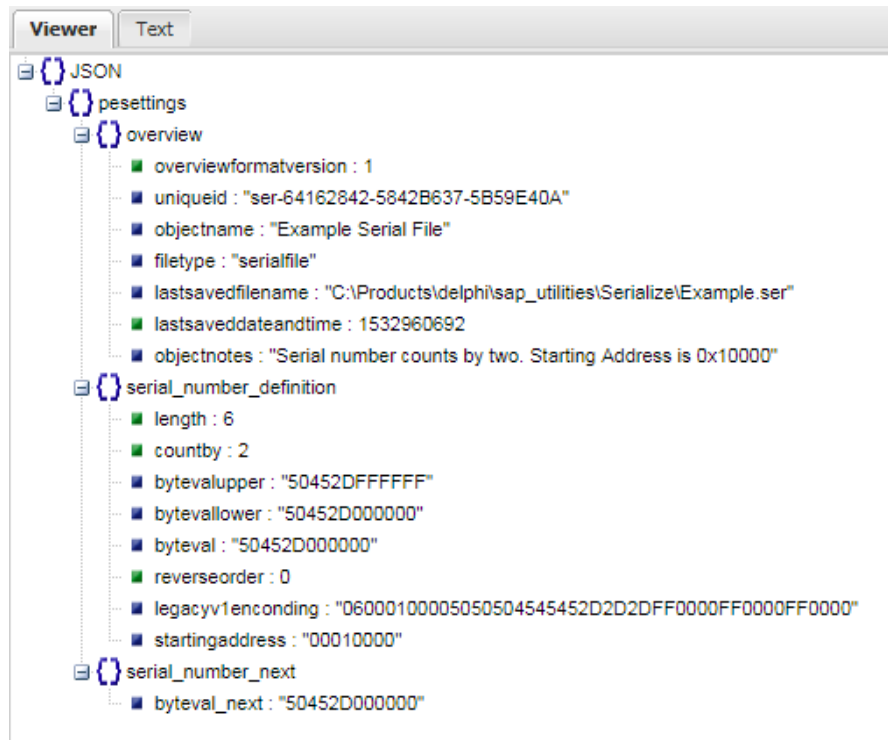 Viewer Text
JSON
pesettings
overview
overviewformatversion : 1
uniqueid : "ser-64162842-5842B637-5B59E40A"
objectname : "Example Serial File"
filetype : "serialfile"
lastsavedfilename : "C:\Products\delphi\sap_utilities\Serialize\Example.ser"
lastsaveddateandtime : 1532960692
objectnotes : "Serial number counts by two. Starting Address is 0x10000"
serial_number_definition
length : 6
countby : 2
bytevalupper : "50452DFFFFFF"
bytevallower : "50452D000000"
byteval : "50452D000000"
reverseorder : 0
legacyv1enconding : "06000100005050504545452D2D2DFF0000FF0000FF0000"
startingaddress : "00010000"
serial_number_next
byteval_next : "50452D000000"